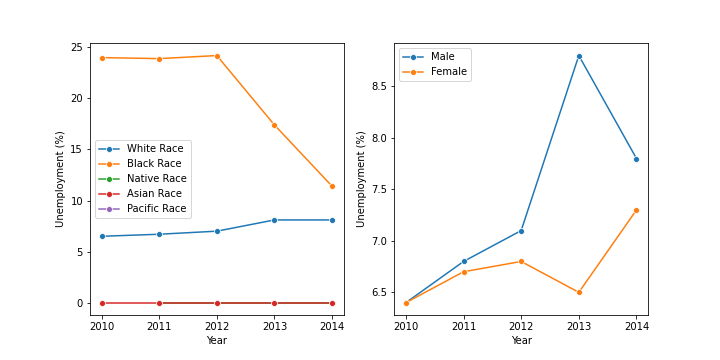 25
20
15
10
5
0
Unemployment (%)
White Race
Black Race
Native Race
Asian Race
Pacific Race
2010 2011 2012 2013 2014
Year
8.5
8.0
7.5
7.0
6.5
Unemployment (%)
Male
Female
2010 2011 2012 2013 2014
Year